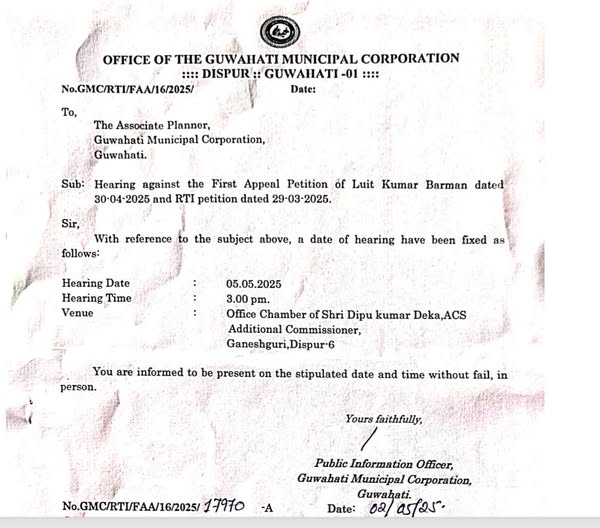 OFFICE OF THE GUWAHATI MUNICIPAL CORPORATION
:::: DISPUR :: GUWAHATI -01 ::::
No.GMC/RTI/FAA/16/2025/ Date:
To,
The Associate Planner,
Guwahati Municipal Corporation,
Guwahati.
Sub: Hearing against the First Appeal Petition of Luit Kumar Barman dated
30-04-2025 and RTI petition dated 29-03-2025.
Sir,
With reference to the subject above, a date of hearing have been fixed as
follows:
Hearing Date : 05.05.2025
Hearing Time : 3.00 pm.
Venue : Office Chamber of Shri Dipu kumar Deka,ACS
Additional Commissioner,
Ganeshguri,Dispur-6
You are informed to be present on the stipulated date and time without fail, in
person.
Yours faithfully,
Public Information Officer,
Guwahati Municipal Corporation,
Guwahati.
No.GMC/RTI/FAA/16/2025/ 17970 -A Date: 02/05/25.